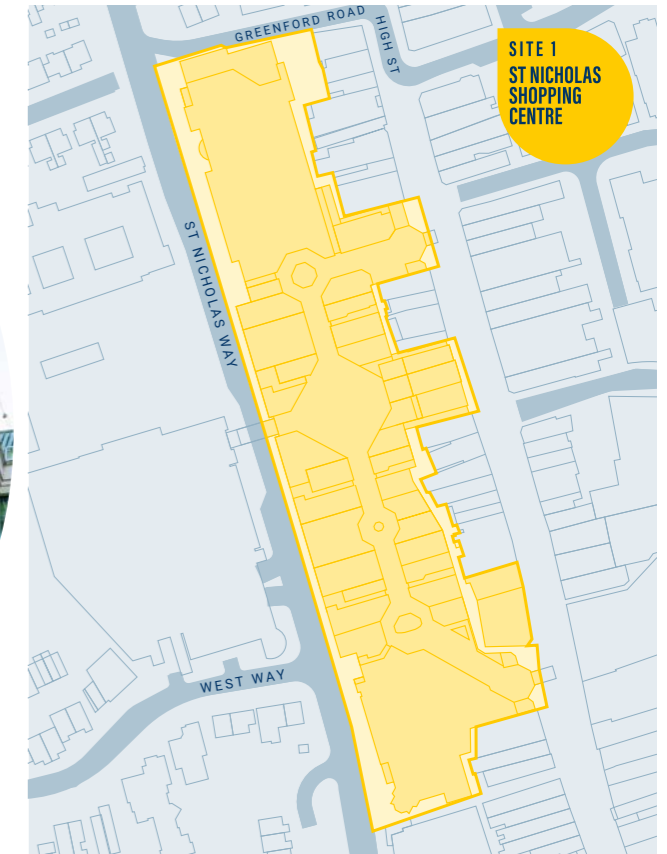 GREENFORD ROAD
HIGH ST
SITE 1
ST NICHOLAS
SHOPPING
CENTRE
ST NICHOLAS WAY
WEST WAY